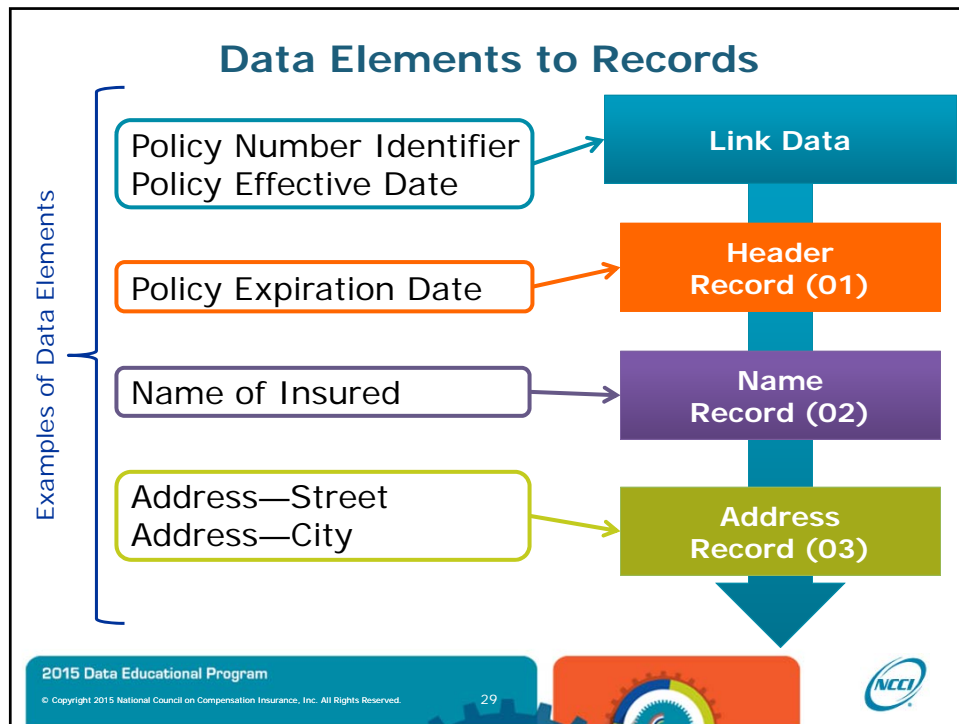 Data Elements to Records
Examples of Data Elements
Policy Number Identifier
Policy Effective Date
Link Data
Policy Expiration Date
Header
Record (01)
Name of Insured
Name
Record (02)
Address—Street
Address—City
Address
Record (03)
2015 Data Educational Program
© Copyright 2015 National Council on Compensation Insurance, Inc. All Rights Reserved.
29
NCCI